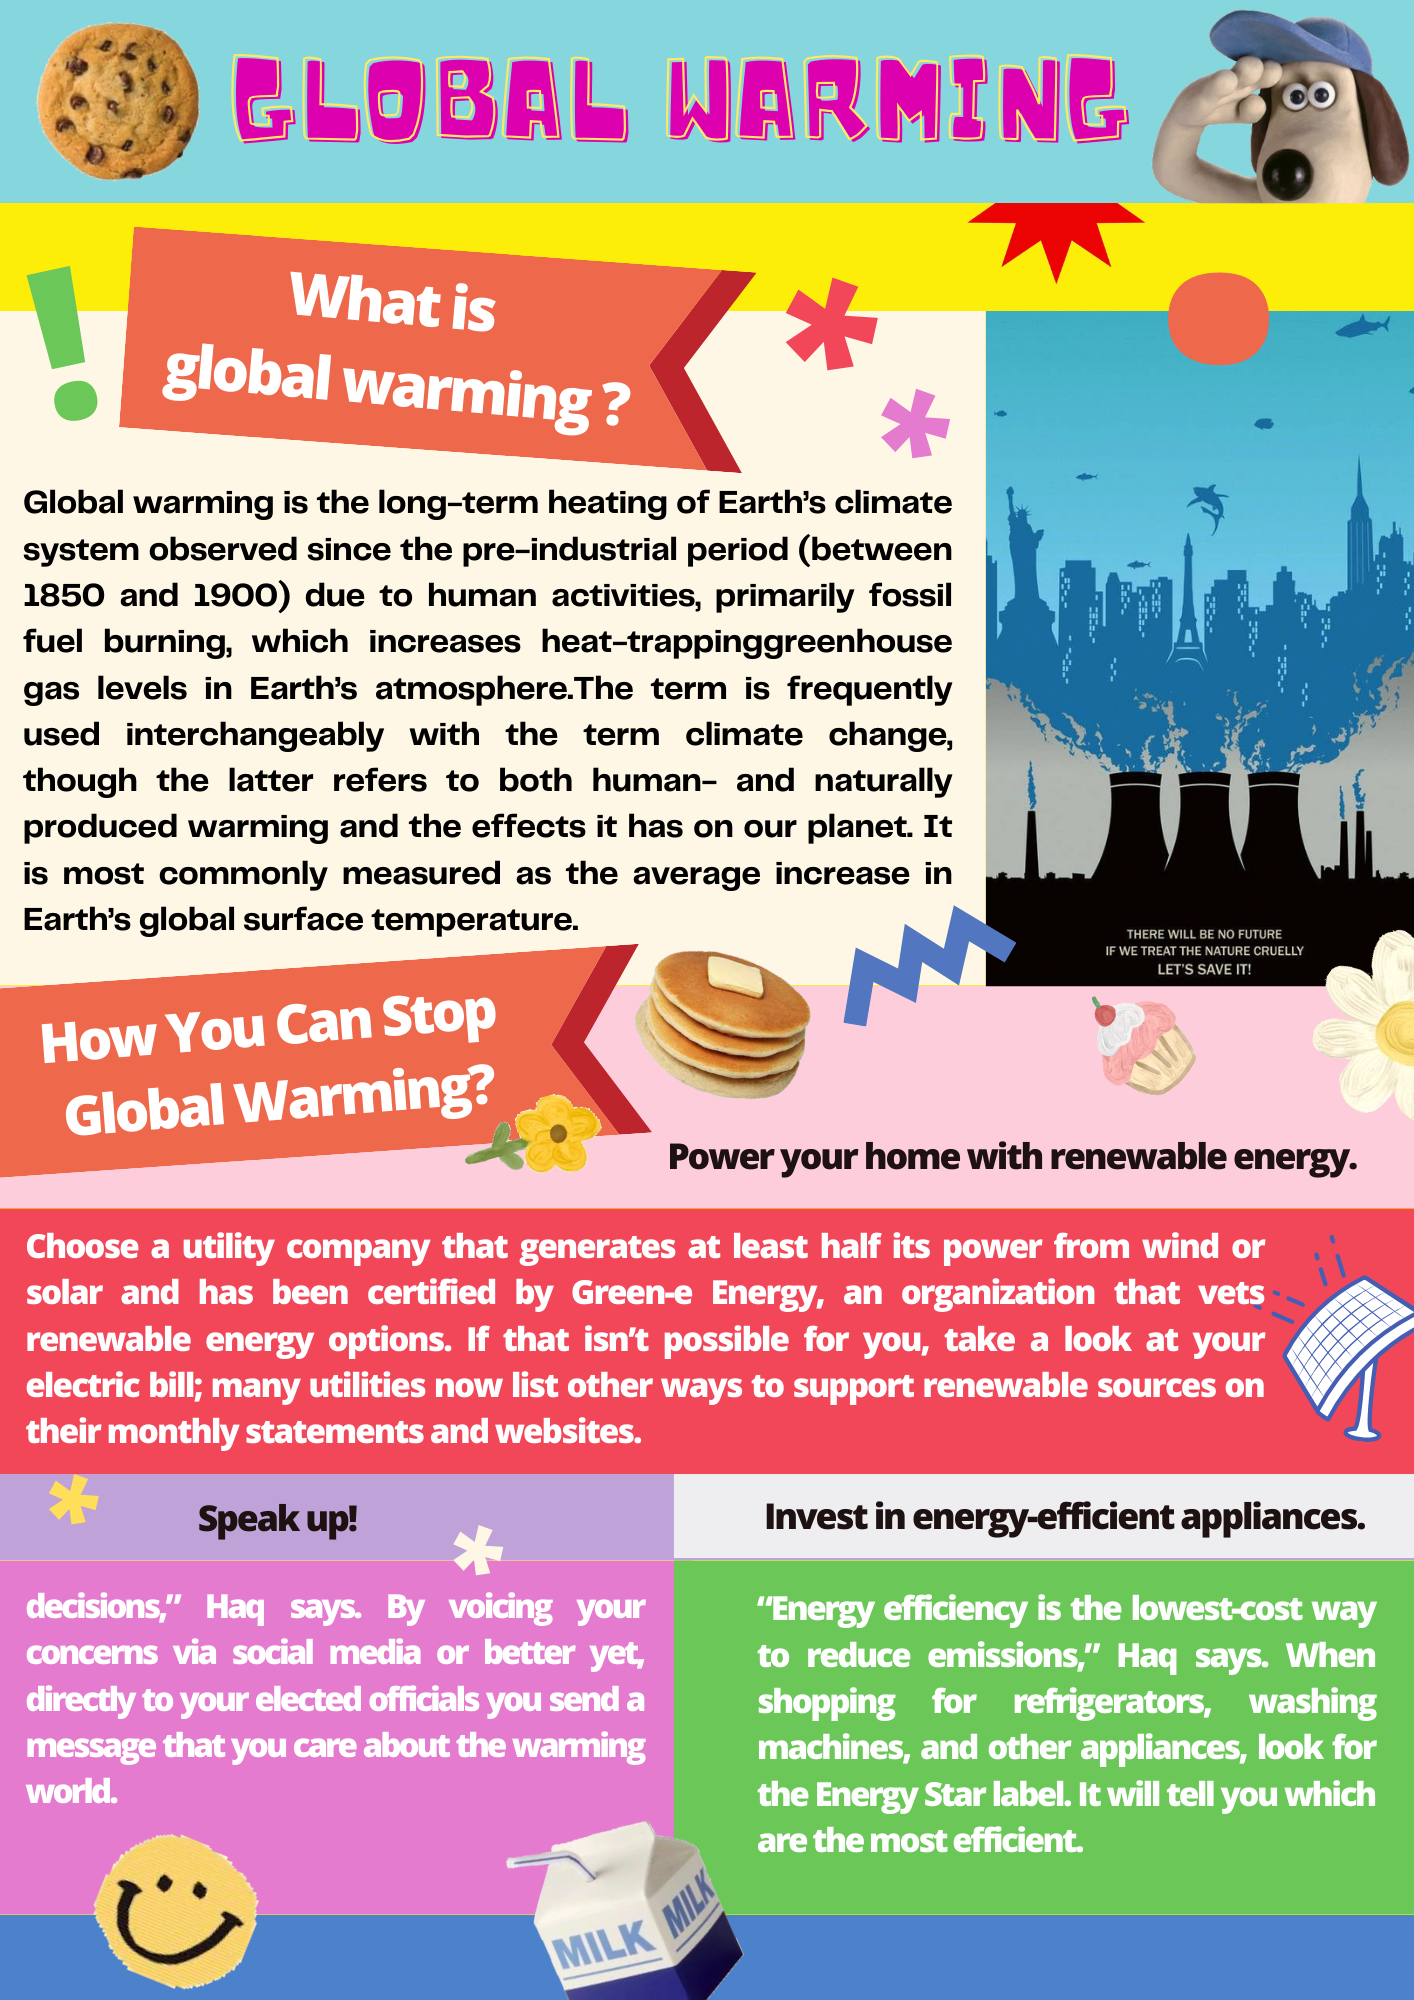 GLOBAL WARMING
What is
global warming ?
Global warming is the long-term heating of Earth’s climate
system observed since the pre-industrial period (between
1850 and 1900) due to human activities, primarily fossil
fuel burning, which increases heat-trappinggreenhouse
gas levels in Earth’s atmosphere.The term is frequently
used interchangeably with the term climate change,
though the latter refers to both human- and naturally
produced warming and the effects it has on our planet. It
is most commonly measured as the average increase in
Earth’s global surface temperature.
THERE WILL BE NO FUTURE
IF WE TREAT THE NATURE CRUELLY
LET'S SAVE IT!
How You Can Stop
Global Warming?
Power your home with renewable energy.
Choose a utility company that generates at least half its power from wind or
solar and has been certified by Green-e Energy, an organization that vets
renewable energy options. If that isn’t possible for you, take a look at your
electric bill; many utilities now list other ways to support renewable sources on
their monthly statements and websites.
Speak up!
decisions,” Haq says. By voicing your
concerns via social media or better yet,
directly to your elected officials you send a
message that you care about the warming
world.
Invest in energy-efficient appliances.
“Energy efficiency is the lowest-cost way
to reduce emissions,” Haq says. When
shopping for refrigerators, washing
machines, and other appliances, look for
the Energy Star label. It will tell you which
are the most efficient.
MILK
MILK